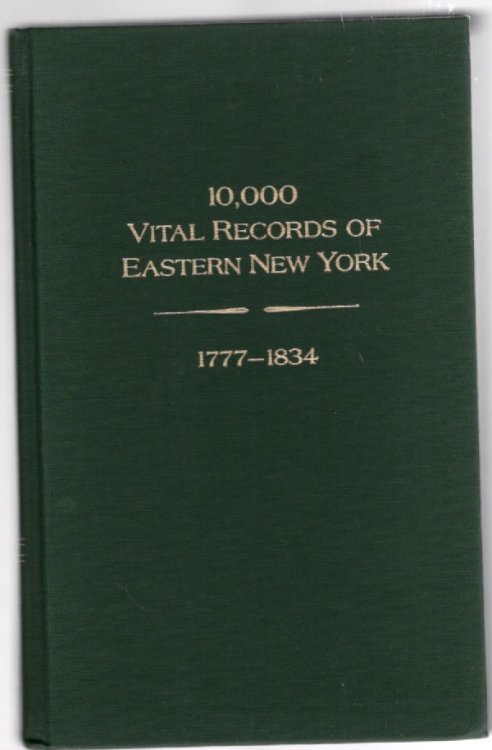 10,000
VITAL RECORDS OF
EASTERN NEW YORK
1777–1834